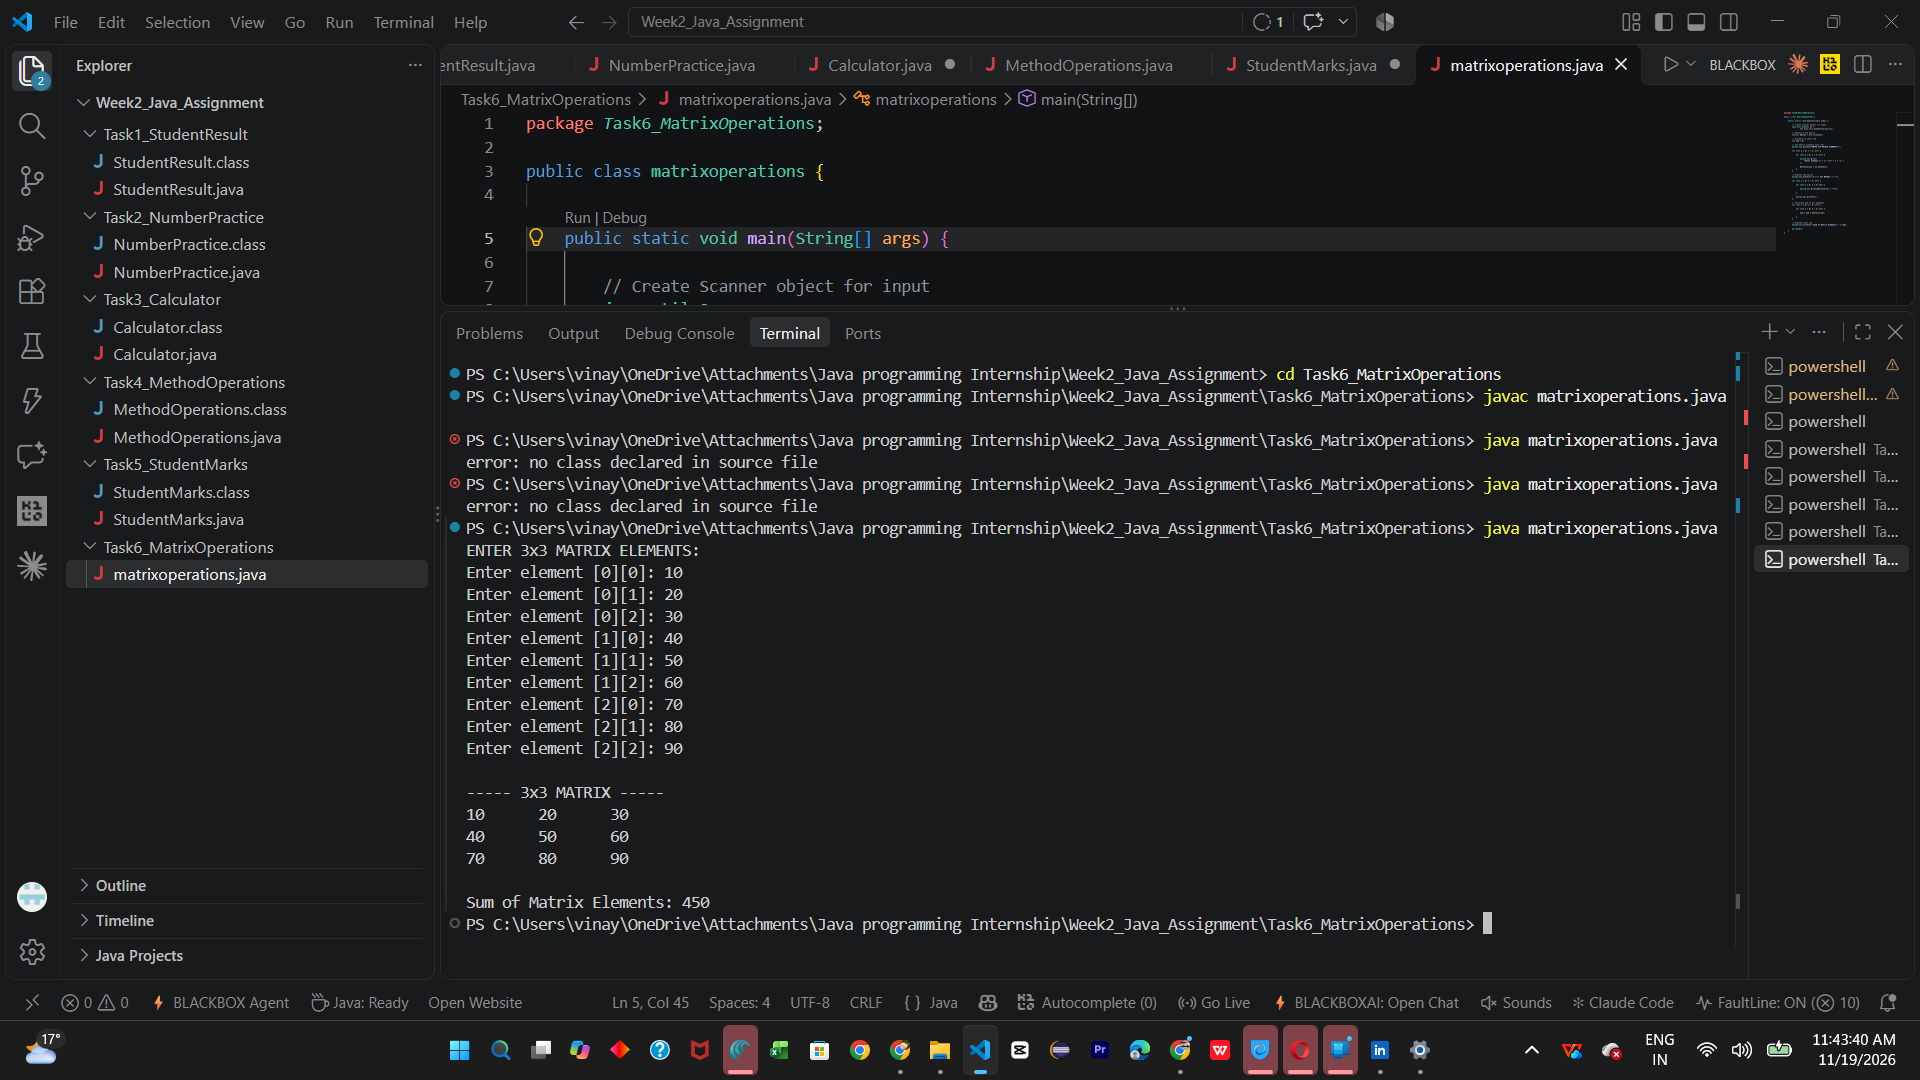 File Edit Selection View Go Run Terminal Help
Week2_Java_Assignment
1
Explorer
Week2_Java_Assignment
Task1_StudentResult
StudentResult.class
StudentResult.java
Task2_NumberPractice
NumberPractice.class
NumberPractice.java
Task3_Calculator
Calculator.class
Calculator.java
Task4_MethodOperations
MethodOperations.class
MethodOperations.java
Task5_StudentMarks
StudentMarks.class
StudentMarks.java
Task6_MatrixOperations
matrixoperations.java
Outline
Timeline
Java Projects
2
entResult.java NumberPractice.java Calculator.java MethodOperations.java StudentMarks.java matrixoperations.java BLACKBOX
Task6_MatrixOperations > matrixoperations.java > matrixoperations > main(String[])
1 package Task6_MatrixOperations;
2
3 public class matrixoperations {
4
Run | Debug
5 public static void main(String[] args) {
6
7 // Create Scanner object for input
Problems Output Debug Console Terminal Ports
PS C:\Users\vinay\OneDrive\Attachments\Java programming Internship\Week2_Java_Assignment> cd Task6_MatrixOperations
PS C:\Users\vinay\OneDrive\Attachments\Java programming Internship\Week2_Java_Assignment\Task6_MatrixOperations> javac matrixoperations.java
PS C:\Users\vinay\OneDrive\Attachments\Java programming Internship\Week2_Java_Assignment\Task6_MatrixOperations> java matrixoperations.java
error: no class declared in source file
PS C:\Users\vinay\OneDrive\Attachments\Java programming Internship\Week2_Java_Assignment\Task6_MatrixOperations> java matrixoperations.java
error: no class declared in source file
PS C:\Users\vinay\OneDrive\Attachments\Java programming Internship\Week2_Java_Assignment\Task6_MatrixOperations> java matrixoperations.java
ENTER 3x3 MATRIX ELEMENTS:
Enter element [0][0]: 10
Enter element [0][1]: 20
Enter element [0][2]: 30
Enter element [1][0]: 40
Enter element [1][1]: 50
Enter element [1][2]: 60
Enter element [2][0]: 70
Enter element [2][1]: 80
Enter element [2][2]: 90
----- 3x3 MATRIX -----
10 20 30
40 50 60
70 80 90
Sum of Matrix Elements: 450
PS C:\Users\vinay\OneDrive\Attachments\Java programming Internship\Week2_Java_Assignment\Task6_MatrixOperations>
powershell
powershell...
powershell
powershell Ta...
powershell Ta...
powershell Ta...
powershell Ta...
powershell Ta...
0 0 BLACKBOX Agent Java: Ready Open Website Ln 5, Col 45 Spaces: 4 UTF-8 CRLF { } Java Autocomplete (0) Go Live BLACKBOXAI: Open Chat Sounds Claude Code FaultLine: ON ( 10)
17°
Pr
W
in
ENG
IN
11:43:40 AM
11/19/2026